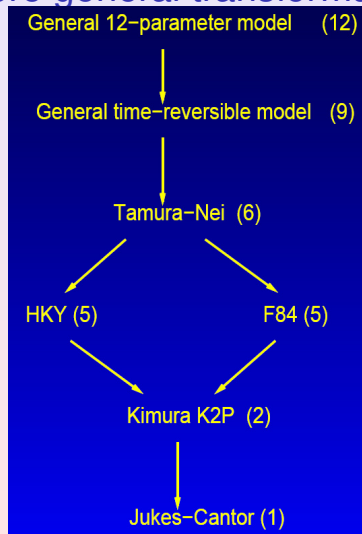 General 12−parameter model (12)
General time−reversible model (9)
Tamura−Nei (6)
HKY (5) F84 (5)
Kimura K2P (2)
Jukes−Cantor (1)